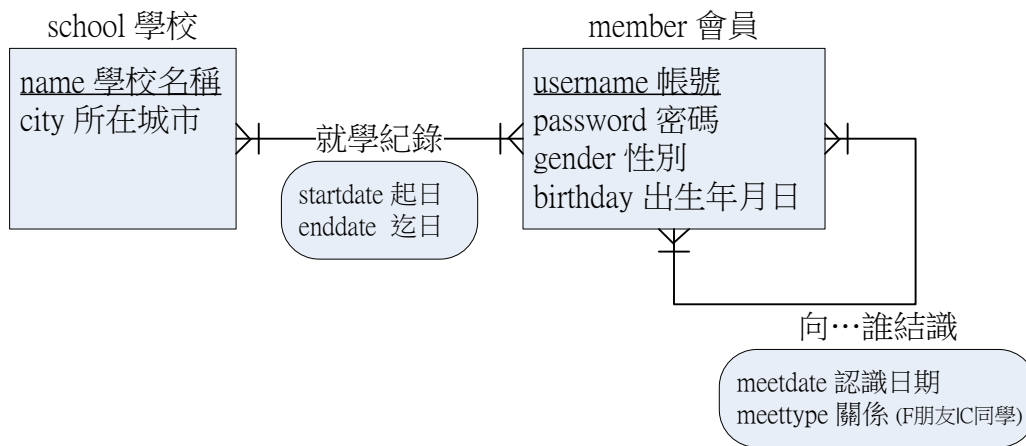 school 學校
name 學校名稱
city 所在城市
就學紀錄
startdate 起日
enddate 迄日
member 會員
username 帳號
password 密碼
gender 性別
birthday 出生年月日
向…誰結識
meetdate 認識日期
meettype 關係 (F朋友|C同學)